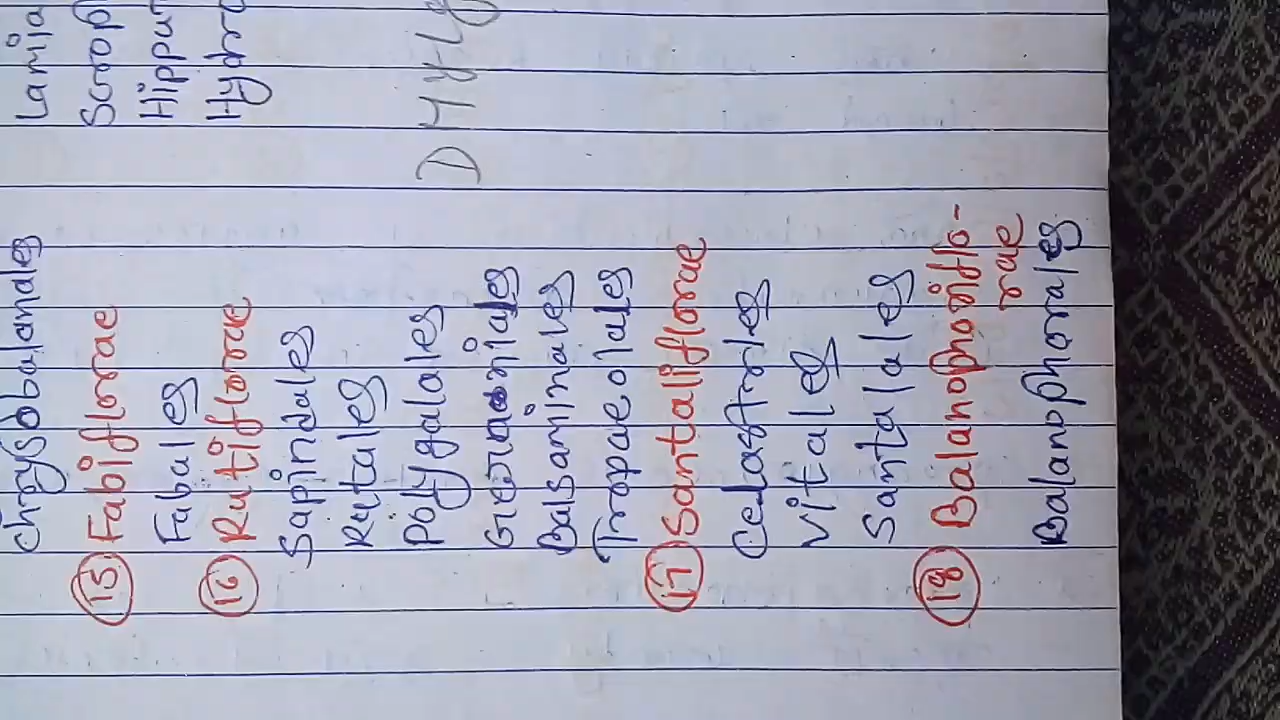 Chrysobalanales
15 Fabiflorae
Fabales
16 Rutiflorae
Sapindales
Rutales
Polygalales
Geraniales
Balsaminales
Tropaeolales
17 Santaliflorae
Celastrles
Vitales
Santalales
18 Balanophoriflo-
rae
Balanophorales
Lamia
Scroph
Hippur
Hydro
D H y L g